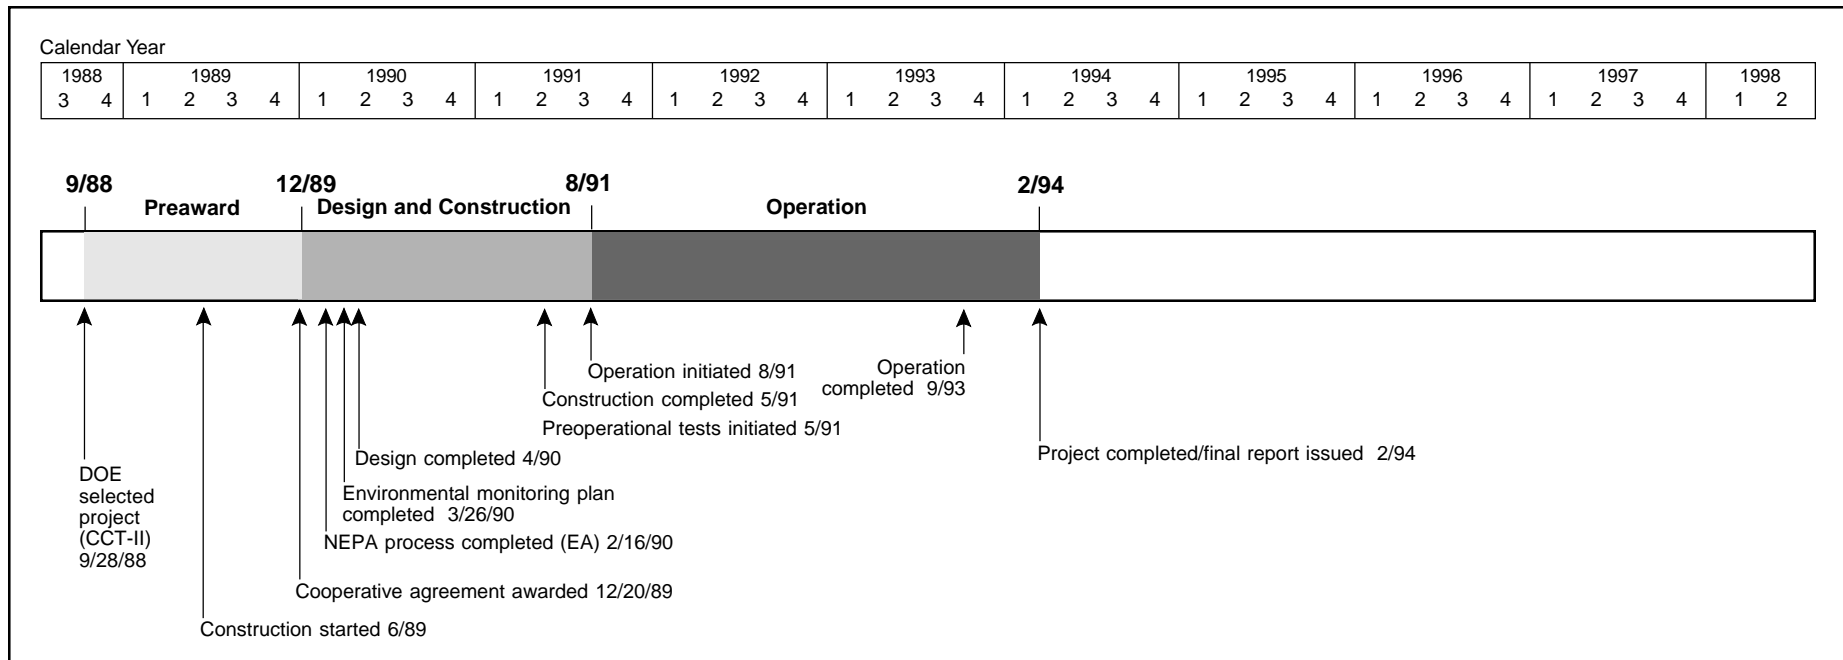 Calendar Year
1988 1989 1990 1991 1992 1993 1994 1995 1996 1997 1998
3 4 1 2 3 4 1 2 3 4 1 2 3 4 1 2 3 4 1 2 3 4 1 2 3 4 1 2 3 4 1 2 3 4 1 2 3 4 1 2
9/88 12/89 8/91 2/94
Preaward Design and Construction Operation
Operation initiated 8/91
Operation
completed 9/93
Construction completed 5/91
Preoperational tests initiated 5/91
Design completed 4/90
Project completed/final report issued 2/94
DOE
selected
project
(CCT-II)
9/28/88
Environmental monitoring plan
completed 3/26/90
NEPA process completed (EA) 2/16/90
Cooperative agreement awarded 12/20/89
Construction started 6/89